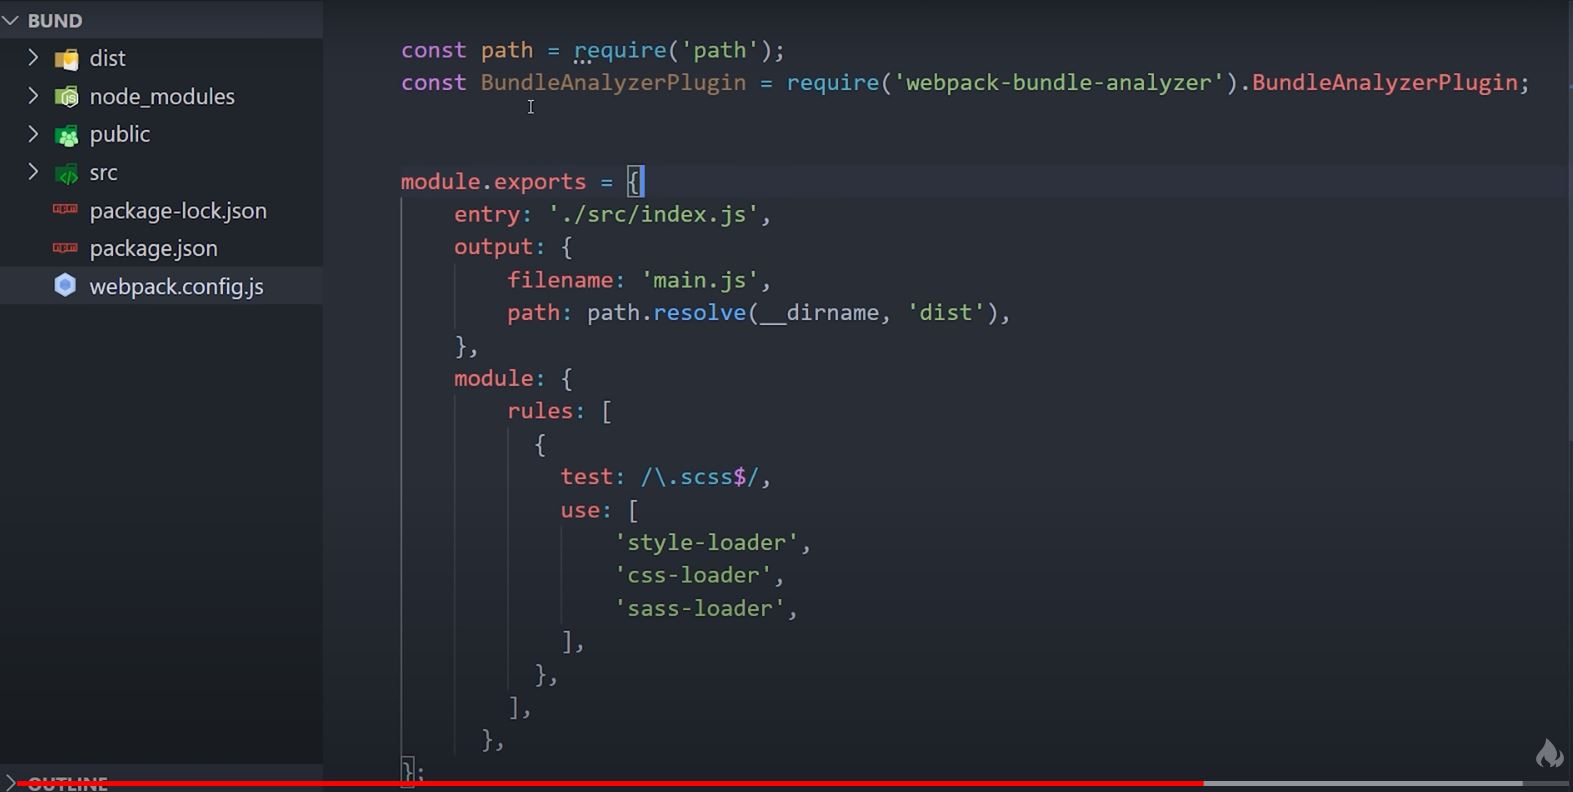 BUND
dist
node_modules
public
src
package-lock.json
package.json
webpack.config.js
OUTLINE
const path = require('path');
const BundleAnalyzerPlugin = require('webpack-bundle-analyzer').BundleAnalyzerPlugin;
module.exports = {
entry: './src/index.js',
output: {
filename: 'main.js',
path: path.resolve(__dirname, 'dist'),
},
module: {
rules: [
{
test: /\.scss$/,
use: [
'style-loader',
'css-loader',
'sass-loader',
],
},
],
},
};